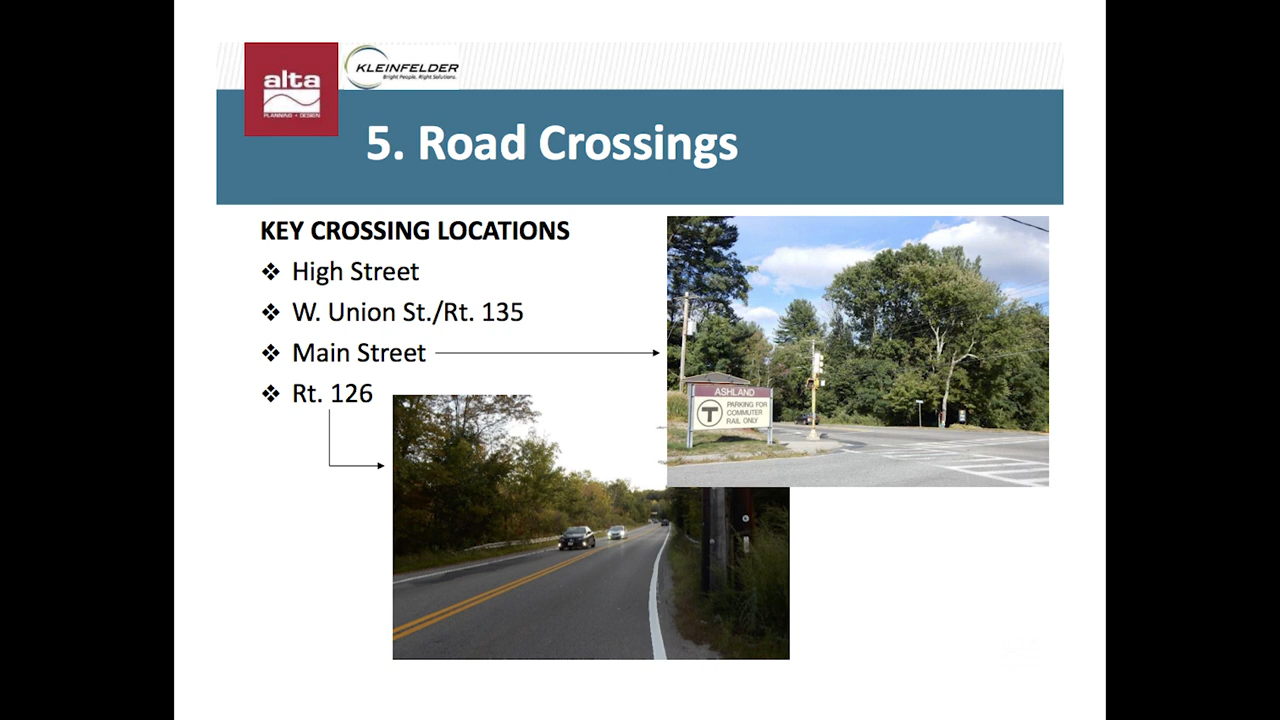 alta
PLANNING + DESIGN
KLEINFELDER
Bright People. Right Solutions.
5. Road Crossings
KEY CROSSING LOCATIONS
❖ High Street
❖ W. Union St./Rt. 135
❖ Main Street
❖ Rt. 126
ASHLAND
T
PARKING FOR
COMMUTER
RAIL ONLY